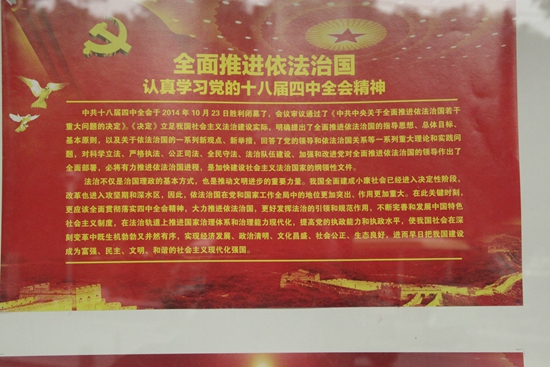 全面推进依法治国
认真学习党的十八届四中全会精神
中共十八届四中全会于2014年10月23日胜利闭幕了，会议审议通过了《中共中央关于全面推进依法治国若干
重大问题的决定》。《决定》立足我国社会主义法治建设实际，明确提出了全面推进依法治国的指导思想、总体目标、
基本原则，以及关于依法治国的一系列新观点、新举措，回答了党的领导和依法治国关系等一系列重大理论和实践问
题，对科学立法、严格执法、公正司法、全民守法、法治队伍建设、加强和改进党对全面推进依法治国的领导作出了
全面部署，必将有力推进依法治国进程，是加快建设社会主义法治国家的纲领性文件。
法治不仅是治国理政的基本方式，也是推动文明进步的重要力量。我国全面建成小康社会已经进入决定性阶段，
改革也进入攻坚期和深水区，因此，依法治国在党和国家工作全局中的地位更加突出，作用更加重大。在此关键时刻，
更应该全面贯彻落实四中全会精神，大力推进依法治国，更好发挥法治的引领和规范作用，不断完善和发展中国特色
社会主义制度，在法治轨道上推进国家治理体系和治理能力现代化，提高党的执政能力和执政水平，使我国社会在深
刻变革中既生机勃勃又井然有序，实现经济发展、政治清明、文化昌盛、社会公正、生态良好，进而早日把我国建设
成为富强、民主、文明、和谐的社会主义现代化强国。